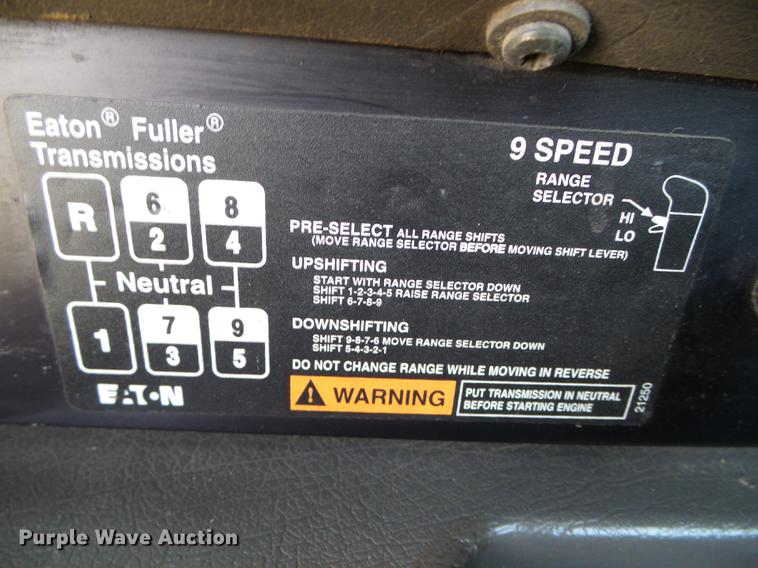 Eaton® Fuller®
Transmissions
9 SPEED
RANGE
SELECTOR
HI
LO
R 6 8
2 4
Neutral
1 7 9
3 5
EATON
PRE-SELECT ALL RANGE SHIFTS
(MOVE RANGE SELECTOR BEFORE MOVING SHIFT LEVER)
UPSHIFTING
START WITH RANGE SELECTOR DOWN
SHIFT 1-2-3-4-5 RAISE RANGE SELECTOR
SHIFT 6-7-8-9
DOWNSHIFTING
SHIFT 9-8-7-6 MOVE RANGE SELECTOR DOWN
SHIFT 5-4-3-2-1
DO NOT CHANGE RANGE WHILE MOVING IN REVERSE
WARNING
PUT TRANSMISSION IN NEUTRAL
BEFORE STARTING ENGINE
21250
Purple Wave Auction